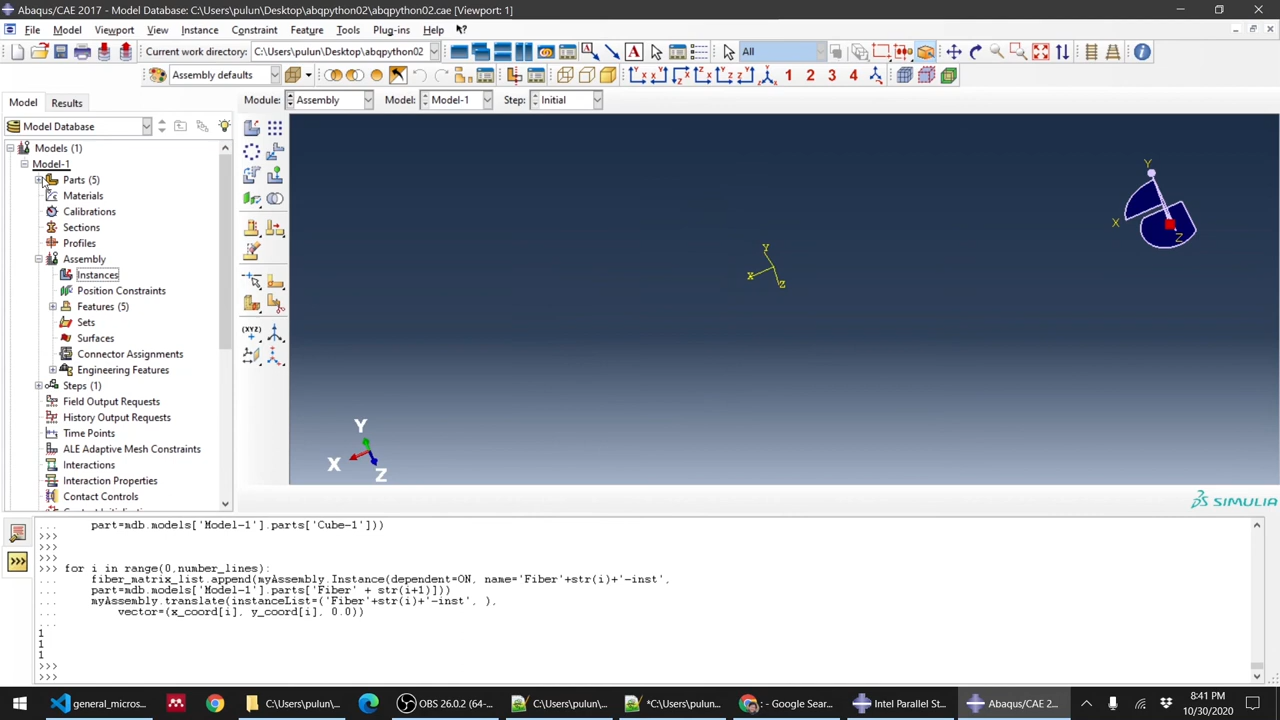 Abaqus/CAE 2017 - Model Database: C:\Users\pulun\Desktop\abqpython02\abqpython02.cae [Viewport: 1]
File Model Viewport View Instance Constraint Feature Tools Plug-ins Help
Current work directory: C:\Users\pulun\Desktop\abqpython02
All
Assembly defaults
1 2 3 4
Model Results
Module: Assembly Model: Model-1 Step: Initial
Model Database
Models (1)
Model-1
Parts (5)
Materials
Calibrations
Sections
Profiles
Assembly
Instances
Position Constraints
Features (5)
Sets
Surfaces
Connector Assignments
Engineering Features
Steps (1)
Field Output Requests
History Output Requests
Time Points
ALE Adaptive Mesh Constraints
Interactions
Interaction Properties
Contact Controls
(XYZ)
Y
X
Z
Y
X
Z
Y
X
Z
SIMULIA
... part=mdb.models['Model-1'].parts['Cube-1']))
>>>
>>>
>>> for i in range(0,number_lines):
... fiber_matrix_list.append(myAssembly.Instance(dependent=ON, name='Fiber'+str(i)+'-inst',
... part=mdb.models['Model-1'].parts['Fiber' + str(i+1)]))
... myAssembly.translate(instanceList=('Fiber'+str(i)+'-inst', ),
... vector=(x_coord[i], y_coord[i], 0.0))
...
1
1
1
>>>
>>>
general_micros...
C:\Users\pulun\...
OBS 26.0.2 (64-...
C:\Users\pulun\...
*C:\Users\pulun...
: - Google Sear...
Intel Parallel St...
Abaqus/CAE 2...
8:41 PM
10/30/2020